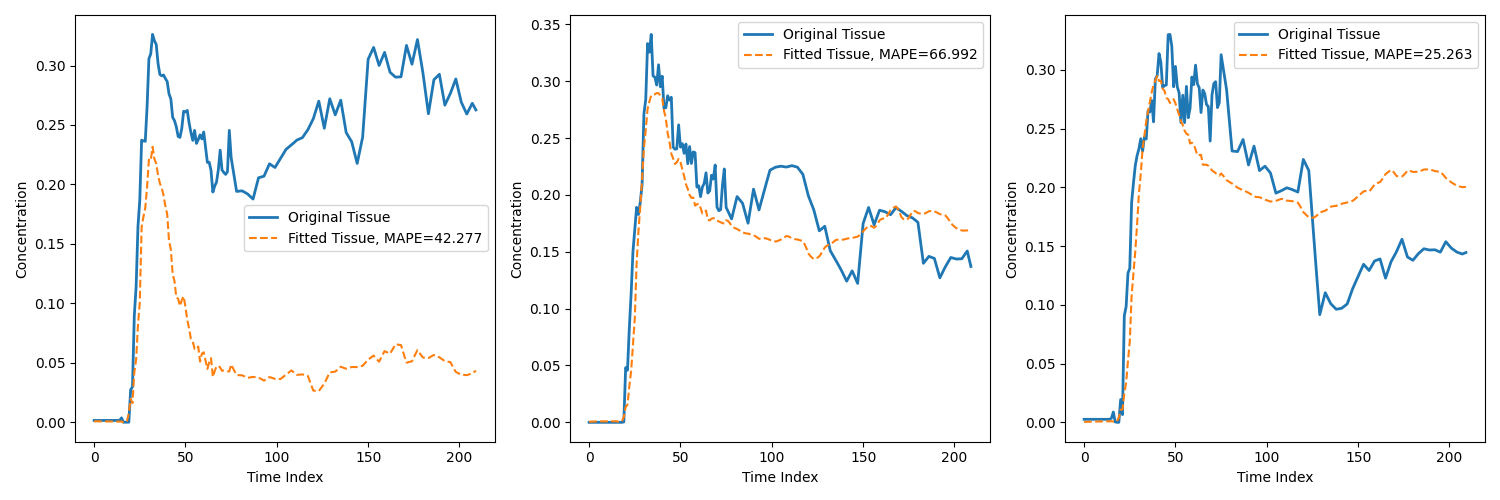 Concentration
0.30
0.25
0.20
0.15
0.10
0.05
0.00
Original Tissue
Fitted Tissue, MAPE=42.277
0 50 100 150 200
Time Index
Concentration
0.35
0.30
0.25
0.20
0.15
0.10
0.05
0.00
Original Tissue
Fitted Tissue, MAPE=66.992
0 50 100 150 200
Time Index
Concentration
0.30
0.25
0.20
0.15
0.10
0.05
0.00
Original Tissue
Fitted Tissue, MAPE=25.263
0 50 100 150 200
Time Index